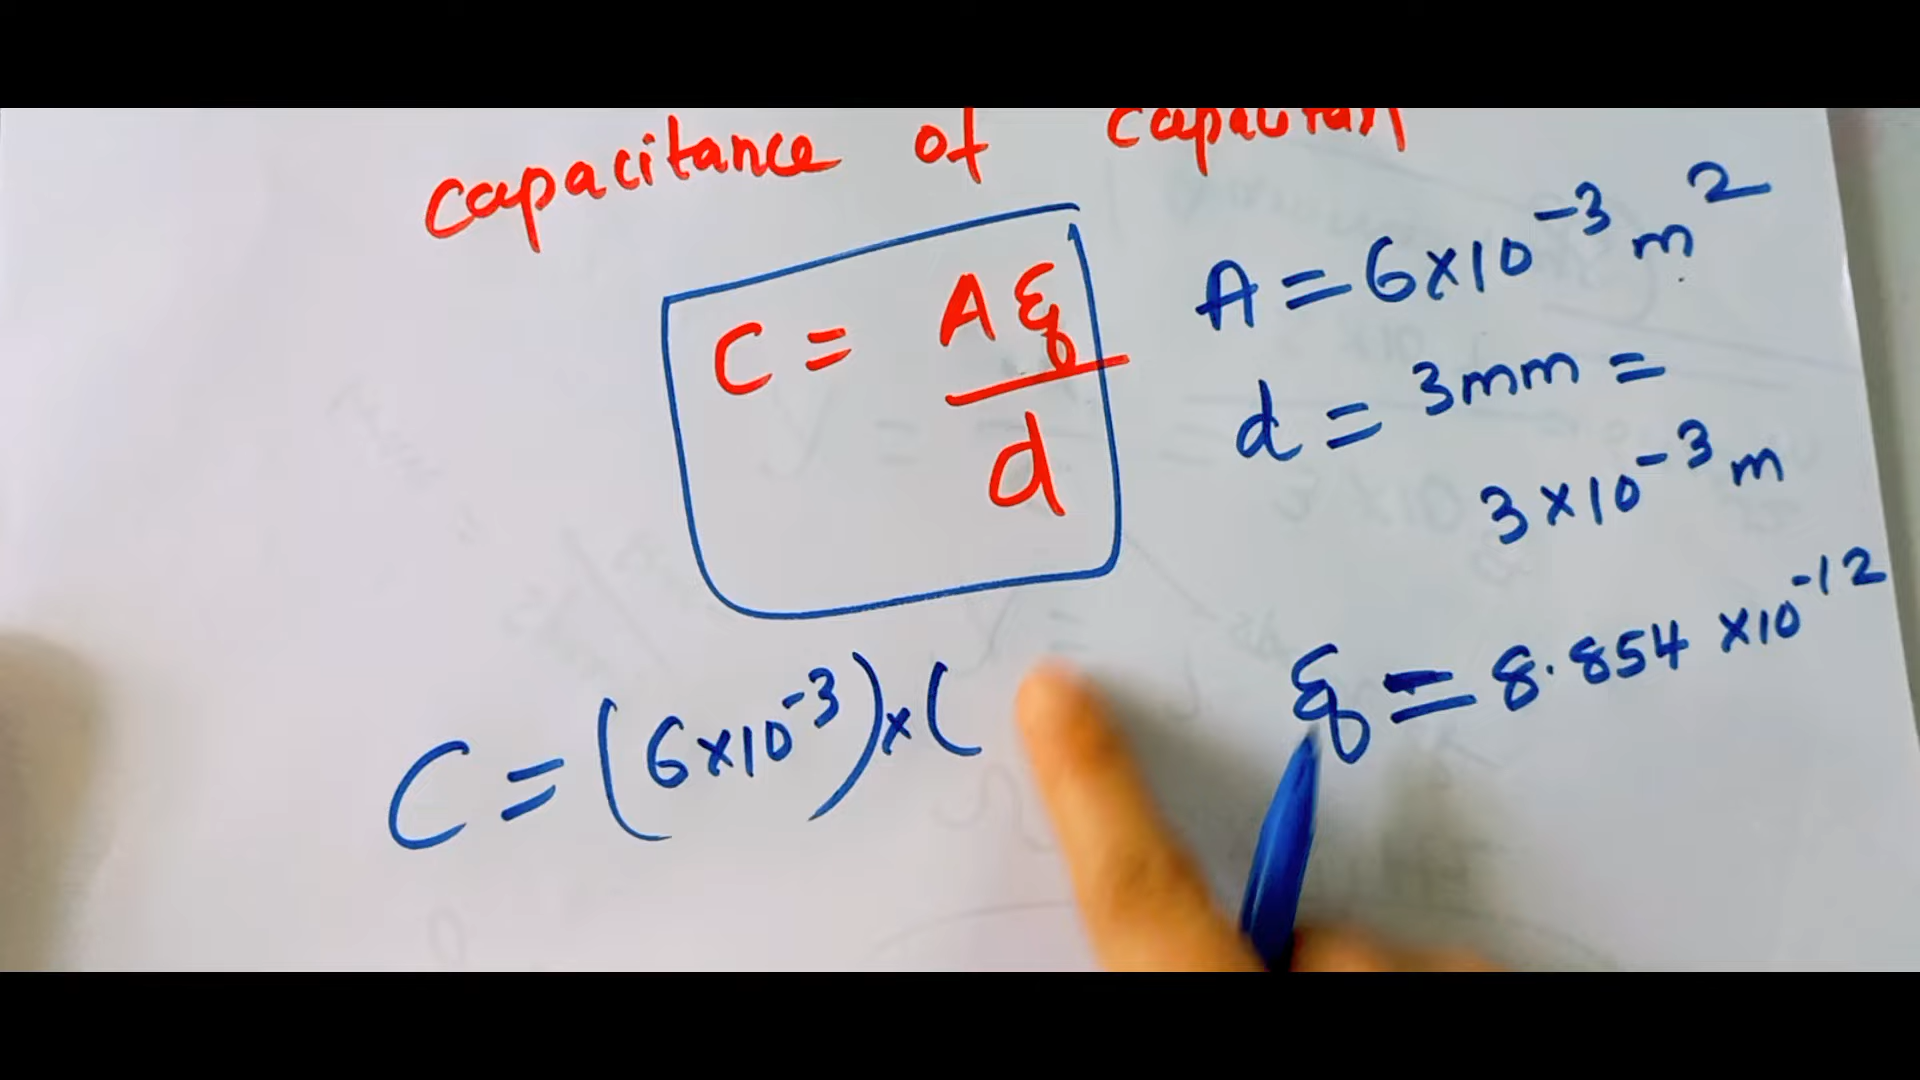 capacitance of capacitor
C = Aε₀/d
A = 6×10⁻³ m²
d = 3mm =
3×10⁻³ m
ε₀ = 8.854 ×10⁻¹²
C = (6×10⁻³)×(